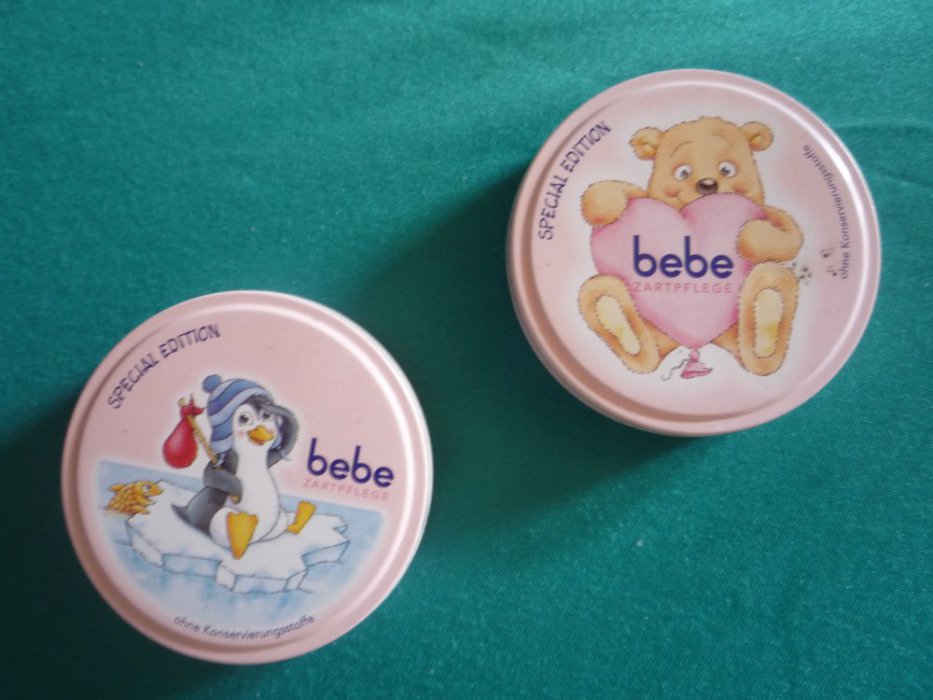 SPECIAL EDITION
bebe
ZARTPFLEGE
ohne Konservierungsstoffe
SPECIAL EDITION
bebe
ZARTPFLEGE
ohne Konservierungsstoffe